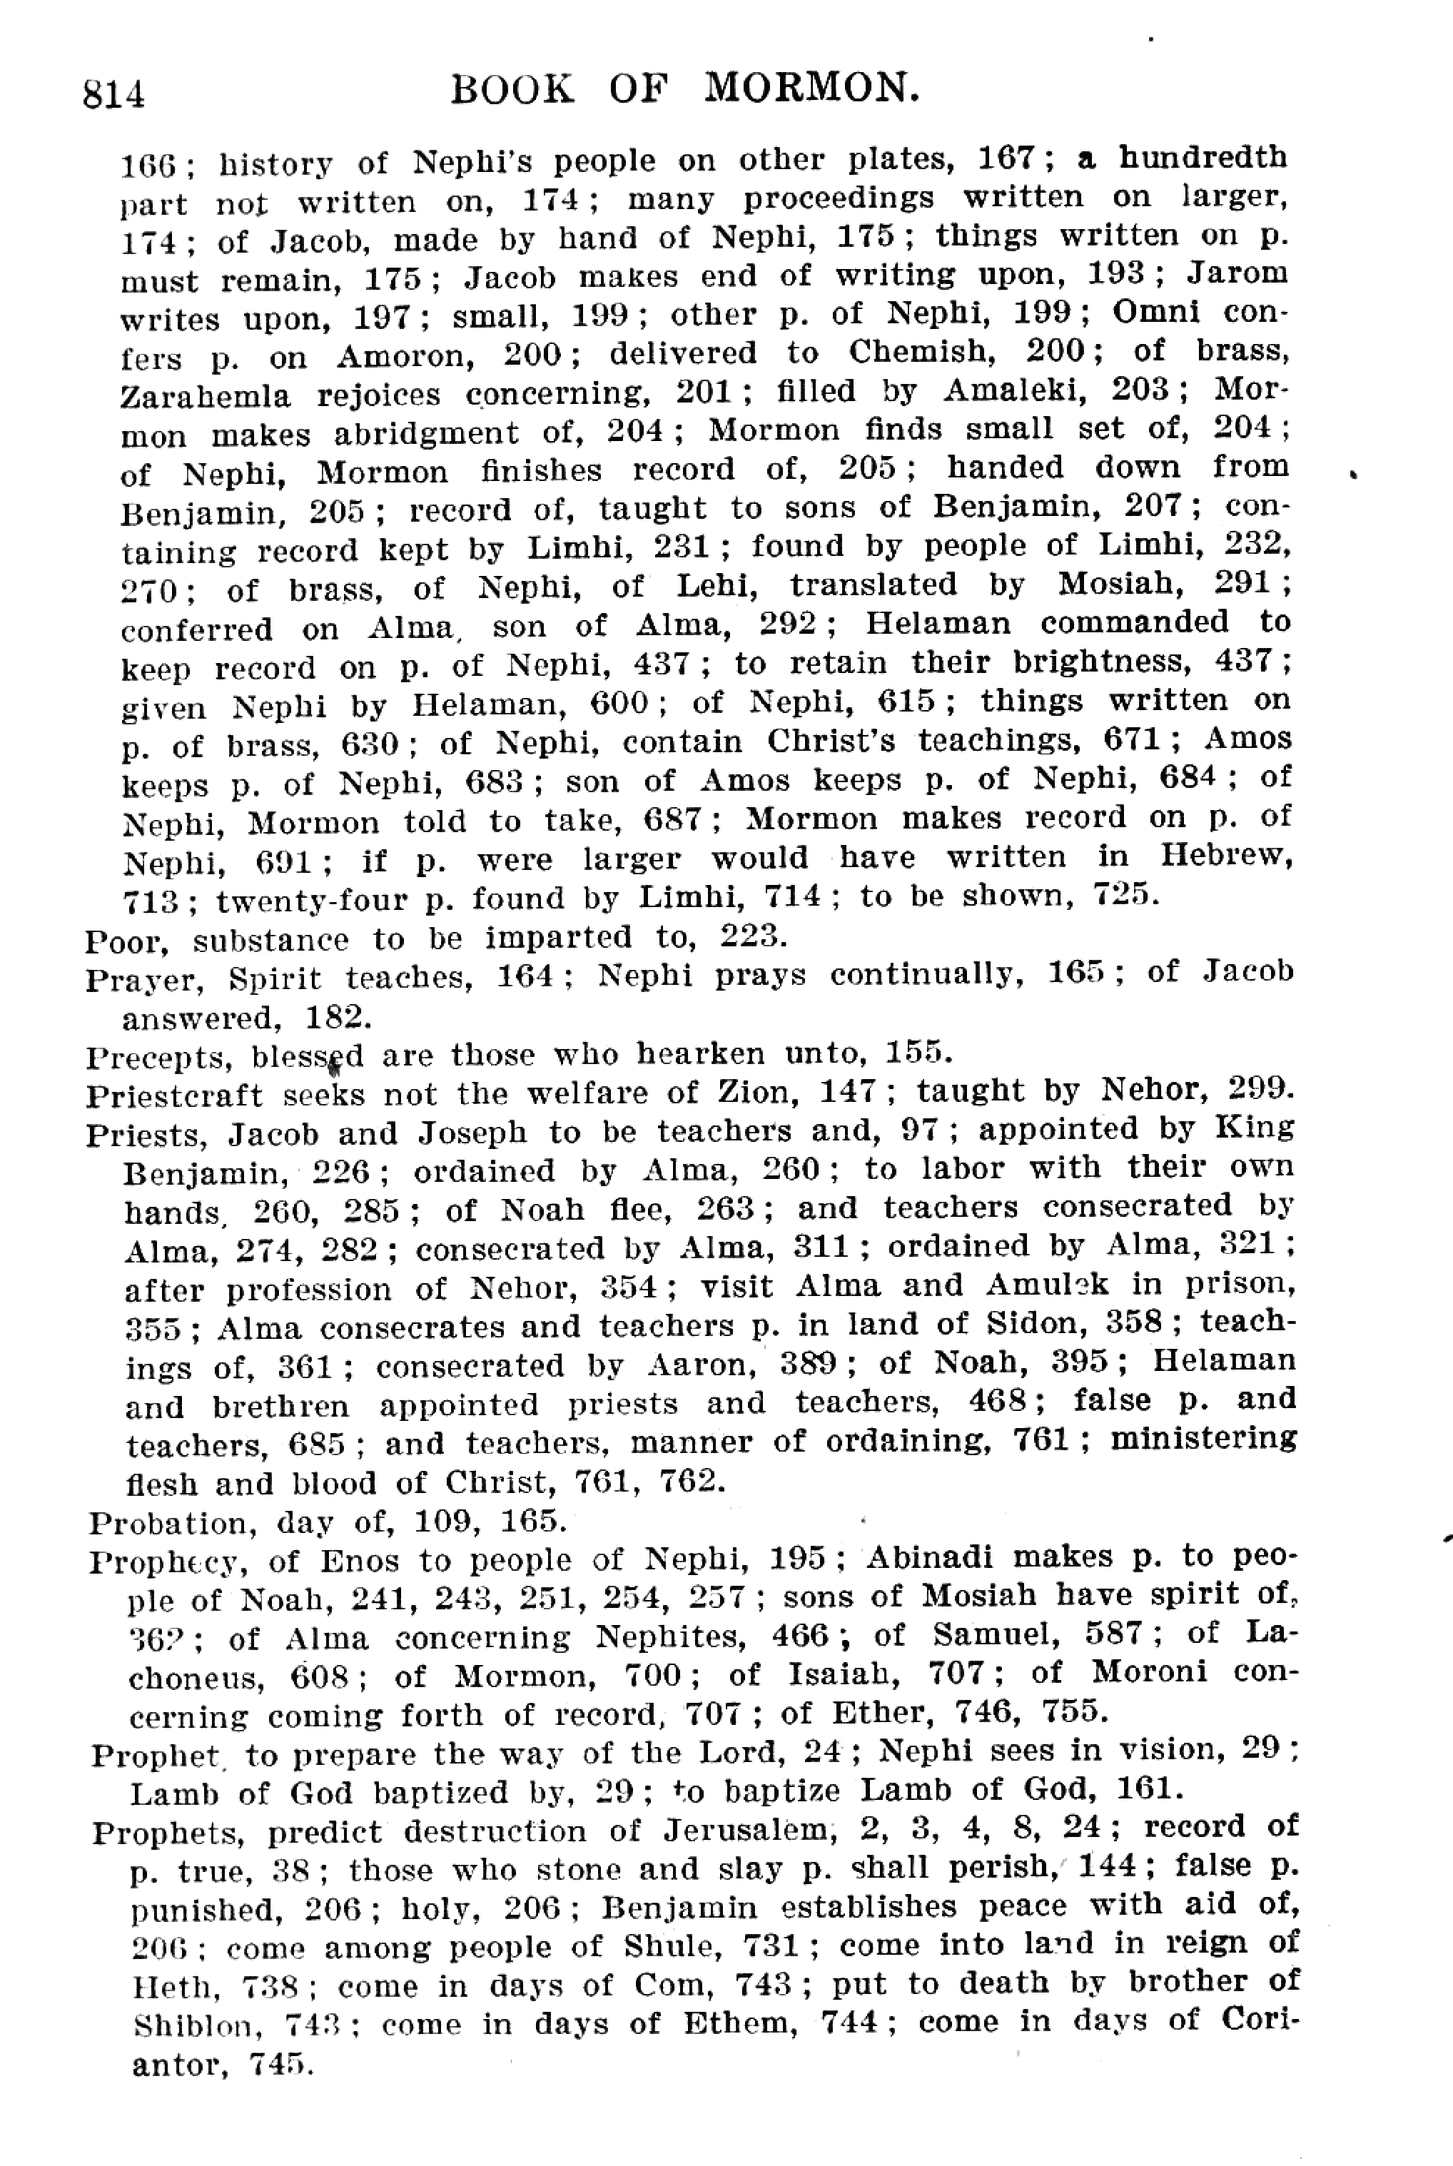 814 BOOK OF MORMON.
166; history of Nephi's people on other plates, 167; a hundredth
part not written on, 174; many proceedings written on larger,
174; of Jacob, made by hand of Nephi, 175; things written on p.
must remain, 175; Jacob makes end of writing upon, 193; Jarom
writes upon, 197; small, 199; other p. of Nephi, 199; Omni con-
fers p. on Amoron, 200; delivered to Chemish, 200; of brass,
Zarahemla rejoices concerning, 201; filled by Amaleki, 203; Mor-
mon makes abridgment of, 204; Mormon finds small set of, 204;
of Nephi, Mormon finishes record of, 205; handed down from
Benjamin, 205; record of, taught to sons of Benjamin, 207; con-
taining record kept by Limhi, 231; found by people of Limhi, 232,
270; of brass, of Nephi, of Lehi, translated by Mosiah, 291;
conferred on Alma, son of Alma, 292; Helaman commanded to
keep record on p. of Nephi, 437; to retain their brightness, 437;
given Nephi by Helaman, 600; of Nephi, 615; things written on
p. of brass, 630; of Nephi, contain Christ's teachings, 671; Amos
keeps p. of Nephi, 683; son of Amos keeps p. of Nephi, 684; of
Nephi, Mormon told to take, 687; Mormon makes record on p. of
Nephi, 691; if p. were larger would have written in Hebrew,
713; twenty-four p. found by Limhi, 714; to be shown, 725.
Poor, substance to be imparted to, 223.
Prayer, Spirit teaches, 164; Nephi prays continually, 165; of Jacob
answered, 182.
Precepts, blessed are those who hearken unto, 155.
Priestcraft seeks not the welfare of Zion, 147; taught by Nehor, 299.
Priests, Jacob and Joseph to be teachers and, 97; appointed by King
Benjamin, 226; ordained by Alma, 260; to labor with their own
hands, 260, 285; of Noah flee, 263; and teachers consecrated by
Alma, 274, 282; consecrated by Alma, 311; ordained by Alma, 321;
after profession of Nehor, 354; visit Alma and Amulek in prison,
355; Alma consecrates and teachers p. in land of Sidon, 358; teach-
ings of, 361; consecrated by Aaron, 389; of Noah, 395; Helaman
and brethren appointed priests and teachers, 468; false p. and
teachers, 685; and teachers, manner of ordaining, 761; ministering
flesh and blood of Christ, 761, 762.
Probation, day of, 109, 165.
Prophecy, of Enos to people of Nephi, 195; Abinadi makes p. to peo-
ple of Noah, 241, 243, 251, 254, 257; sons of Mosiah have spirit of,
; of Alma concerning Nephites, 466; of Samuel, 587; of La-
choneus, 608; of Mormon, 700; of Isaiah, 707; of Moroni con-
cerning coming forth of record, 707; of Ether, 746, 755.
Prophet, to prepare the way of the Lord, 24; Nephi sees in vision, 29;
Lamb of God baptized by, 29; to baptize Lamb of God, 161.
Prophets, predict destruction of Jerusalem, 2, 3, 4, 8, 24; record of
p. true, 38; those who stone and slay p. shall perish, 144; false p.
punished, 206; holy, 206; Benjamin establishes peace with aid of,
206; come among people of Shule, 731; come into land in reign of
Heth, 738; come in days of Com, 743; put to death by brother of
Shiblon, 743; come in days of Ethem, 744; come in days of Cori-
antor, 745.